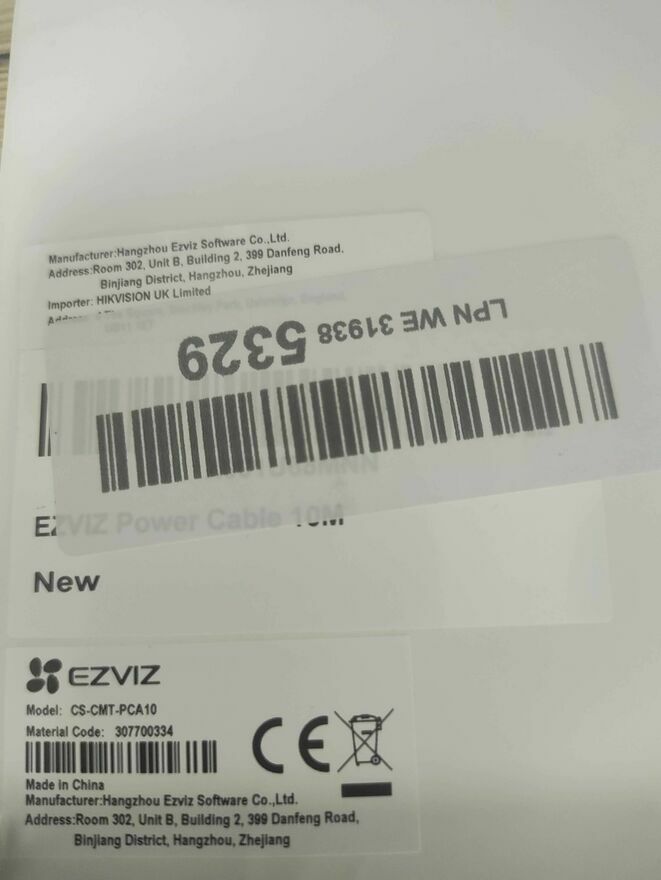 Manufacturer:Hangzhou Ezviz Software Co.,Ltd.
Address:Room 302, Unit B, Building 2, 399 Danfeng Road,
Binjiang District, Hangzhou, Zhejiang
Importer: HIKVISION UK Limited
LPN WE 31938 5329
EZVIZ Power Cable 10M
New
EZVIZ
Model: CS-CMT-PCA10
Material Code: 307700334
CE
Made in China
Manufacturer:Hangzhou Ezviz Software Co.,Ltd.
Address:Room 302, Unit B, Building 2, 399 Danfeng Road,
Binjiang District, Hangzhou, Zhejiang